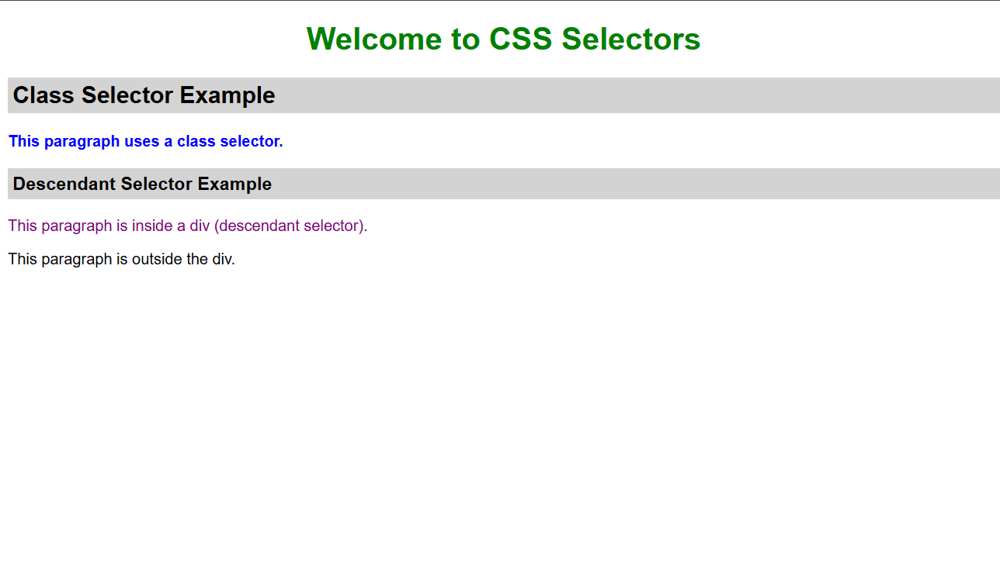 Welcome to CSS Selectors
Class Selector Example
This paragraph uses a class selector.
Descendant Selector Example
This paragraph is inside a div (descendant selector).
This paragraph is outside the div.